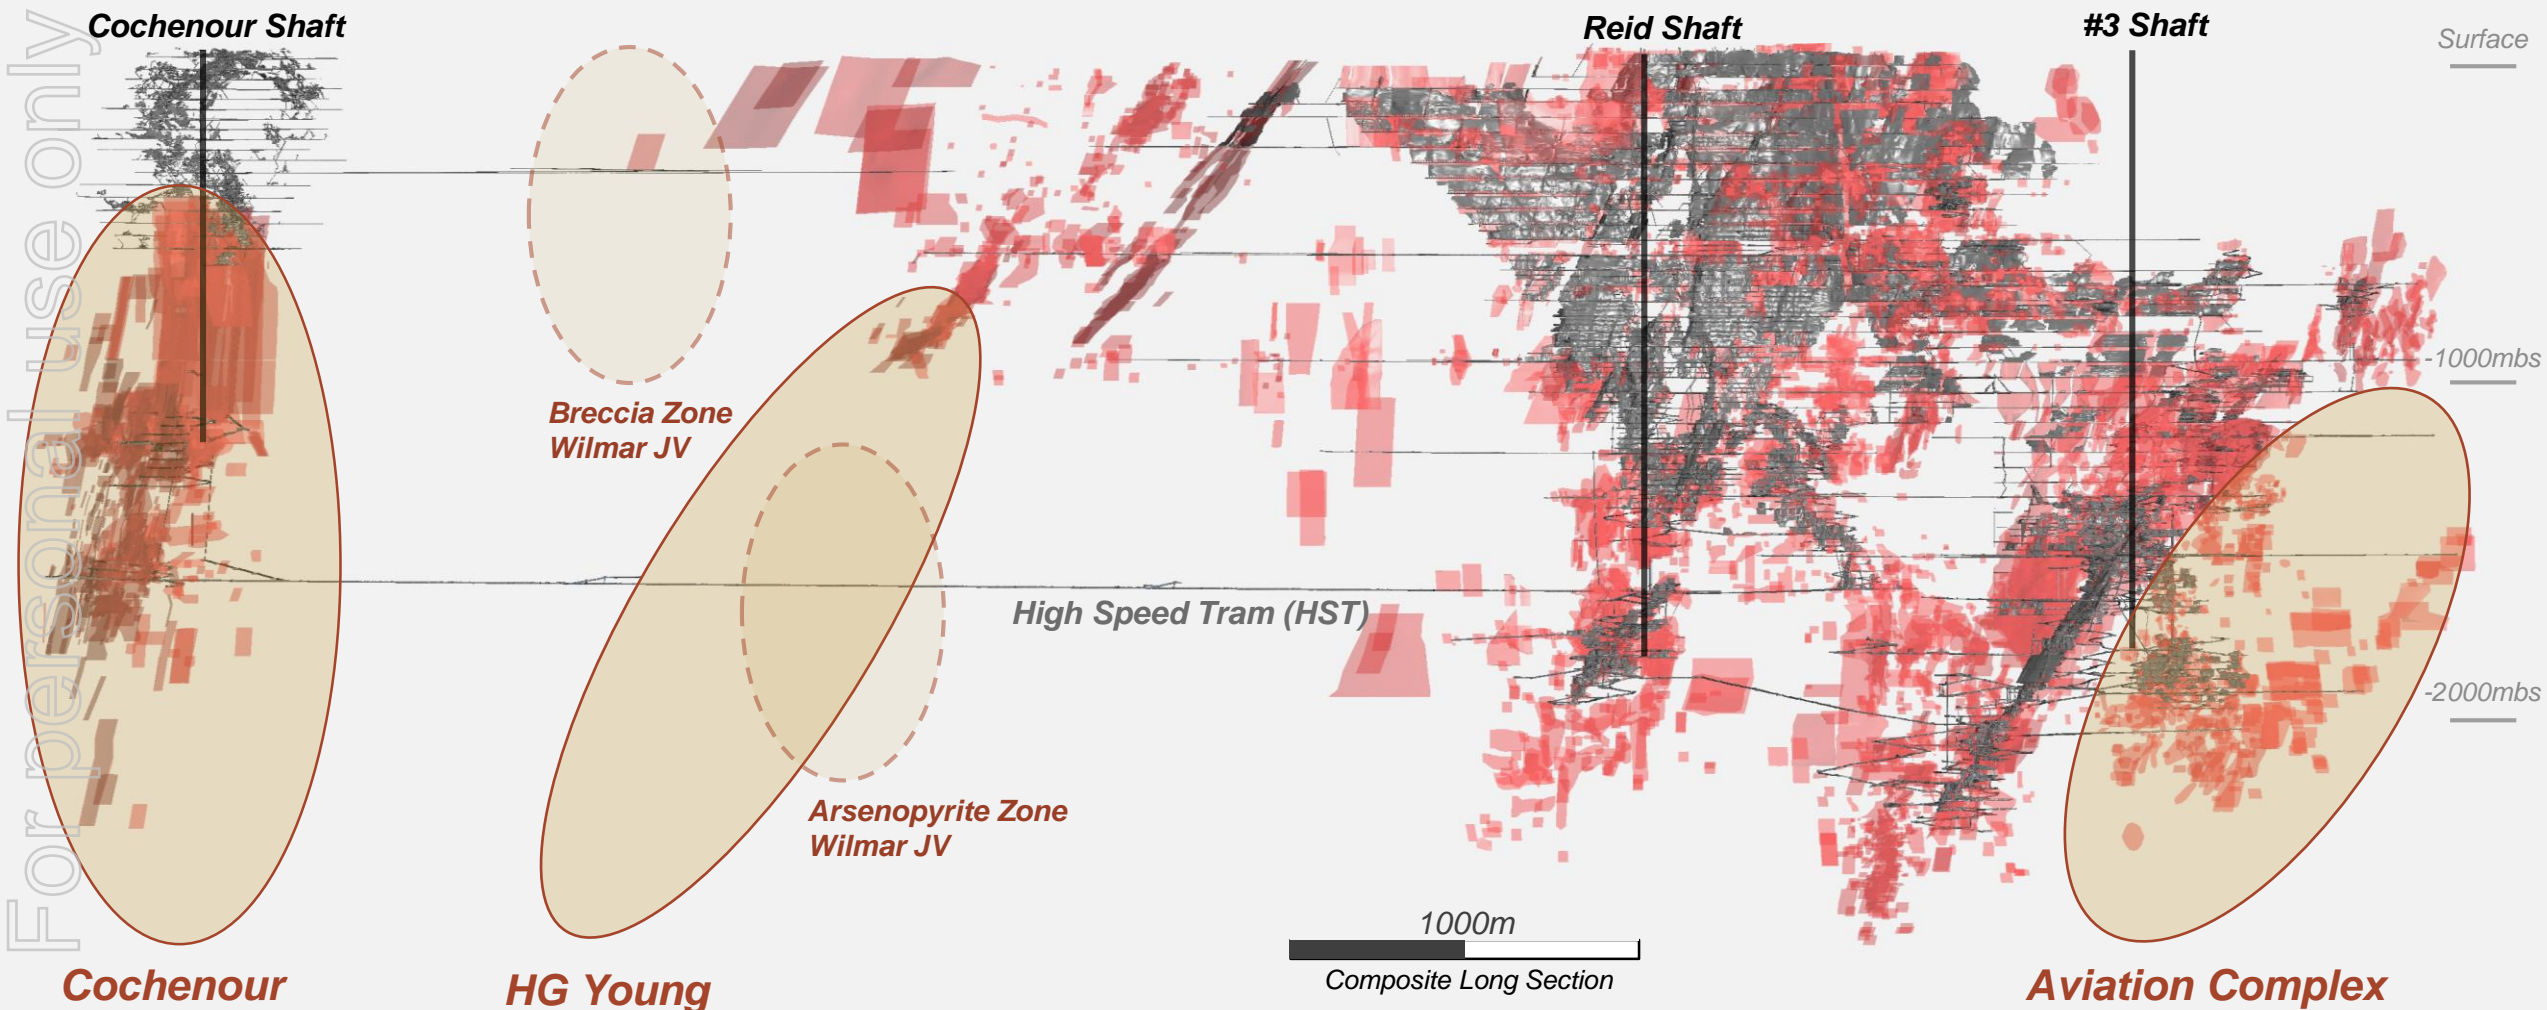 For personal use only
Cochenour Shaft
Reid Shaft
#3 Shaft
Surface
-1000mbs
Breccia Zone
Wilmar JV
High Speed Tram (HST)
-2000mbs
Arsenopyrite Zone
Wilmar JV
1000m
Composite Long Section
Cochenour
HG Young
Aviation Complex